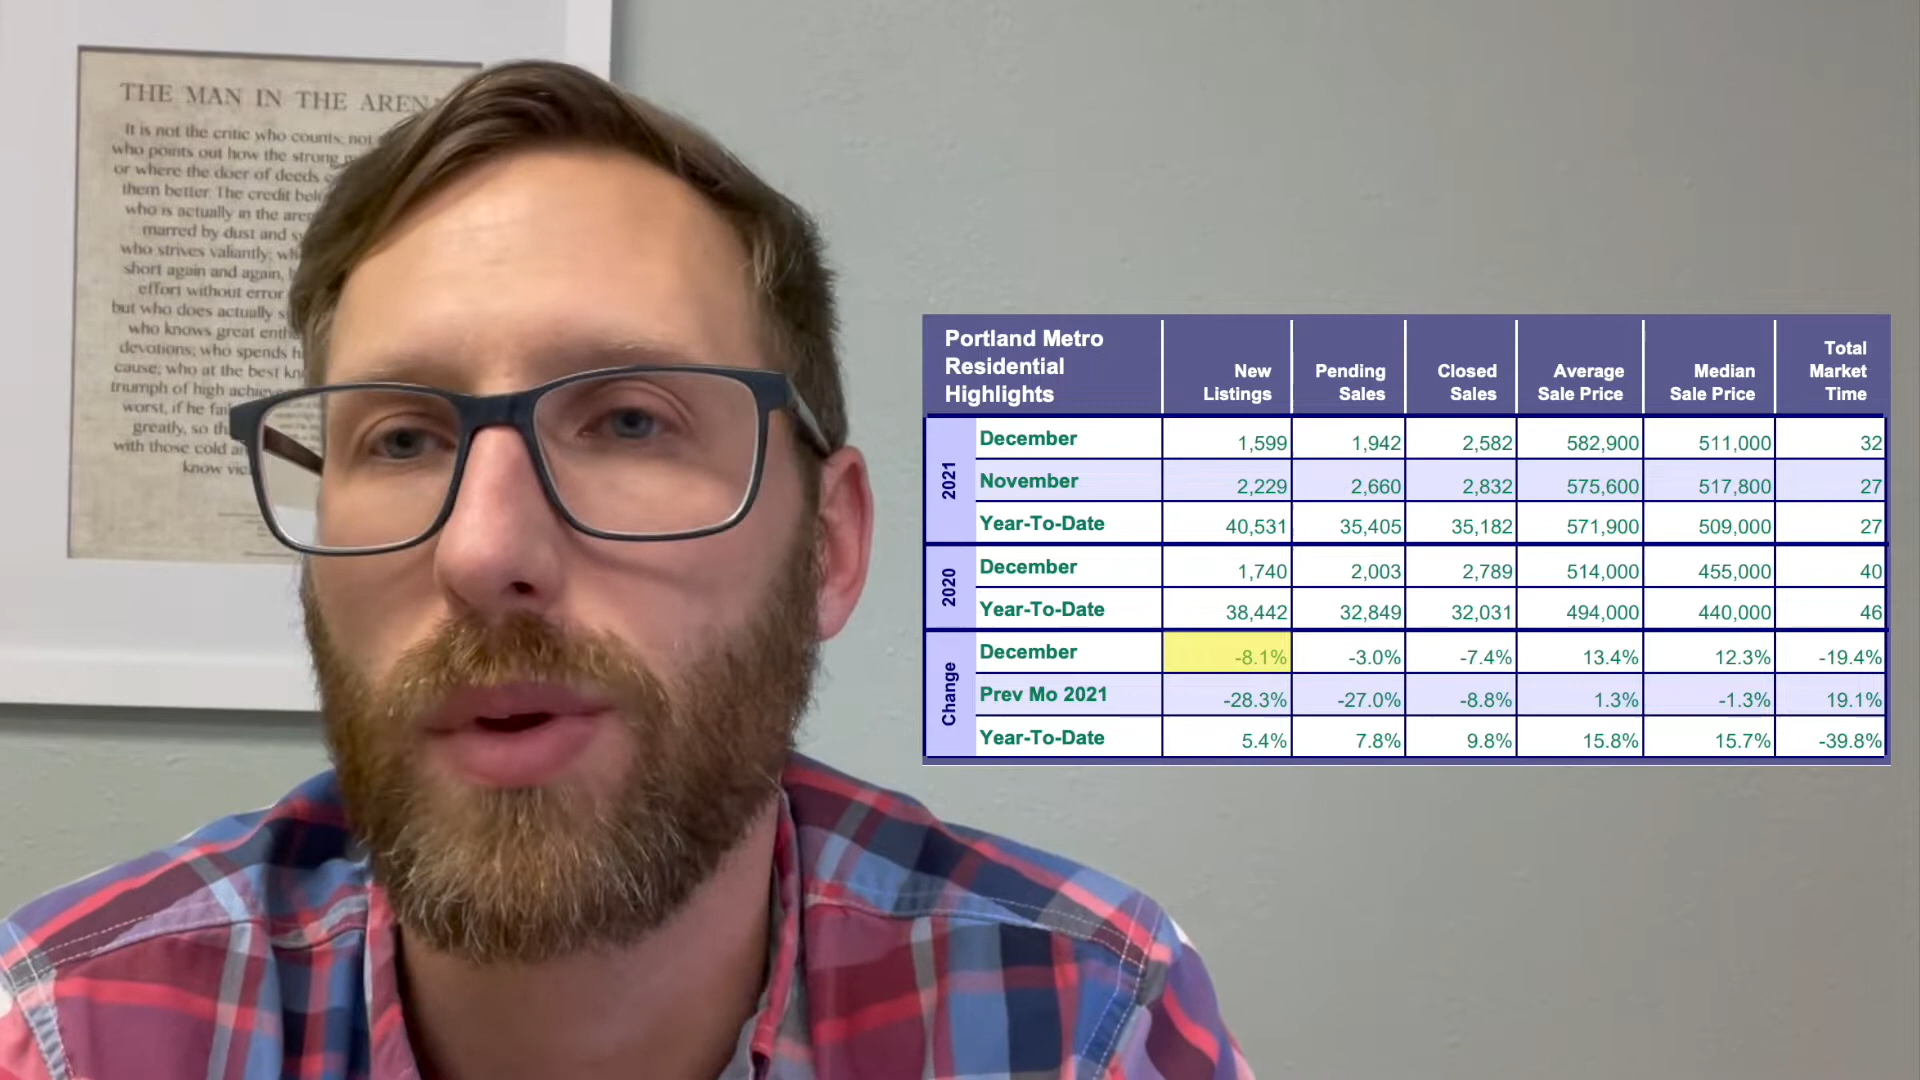 THE MAN IN THE ARENA
It is not the critic who counts, not
who points out how the strong
or where the doer of deeds
them better. The credit
who is actually in the
marred by dust and
who strives valiantly;
short again and again,
effort without error
but who does actually
who knows great
devotions; who spends
cause; who at the best
triumph of high
worst, if he
greatly, so
with those cold
know
Portland Metro Residential Highlights New Listings Pending Sales Closed Sales Average Sale Price Median Sale Price Total Market Time
2021
December 1,599 1,942 2,582 582,900 511,000 32
November 2,229 2,660 2,832 575,600 517,800 27
Year-To-Date 40,531 35,405 35,182 571,900 509,000 27
2020
December 1,740 2,003 2,789 514,000 455,000 40
Year-To-Date 38,442 32,849 32,031 494,000 440,000 46
Change
December -8.1% -3.0% -7.4% 13.4% 12.3% -19.4%
Prev Mo 2021 -28.3% -27.0% -8.8% 1.3% -1.3% 19.1%
Year-To-Date 5.4% 7.8% 9.8% 15.8% 15.7% -39.8%